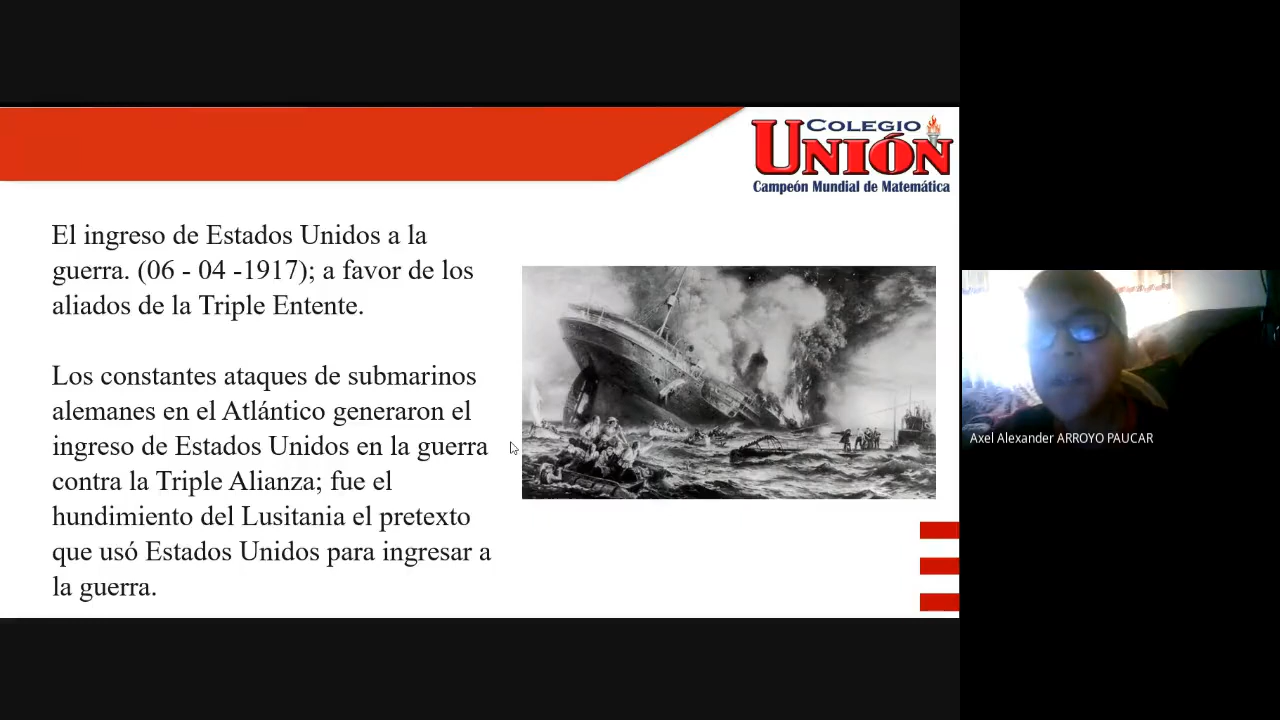 COLEGIO
UNIÓN
Campeón Mundial de Matemática
El ingreso de Estados Unidos a la
guerra. (06 - 04 -1917); a favor de los
aliados de la Triple Entente.
Los constantes ataques de submarinos
alemanes en el Atlántico generaron el
ingreso de Estados Unidos en la guerra
contra la Triple Alianza; fue el
hundimiento del Lusitania el pretexto
que usó Estados Unidos para ingresar a
la guerra.
Axel Alexander ARROYO PAUCAR